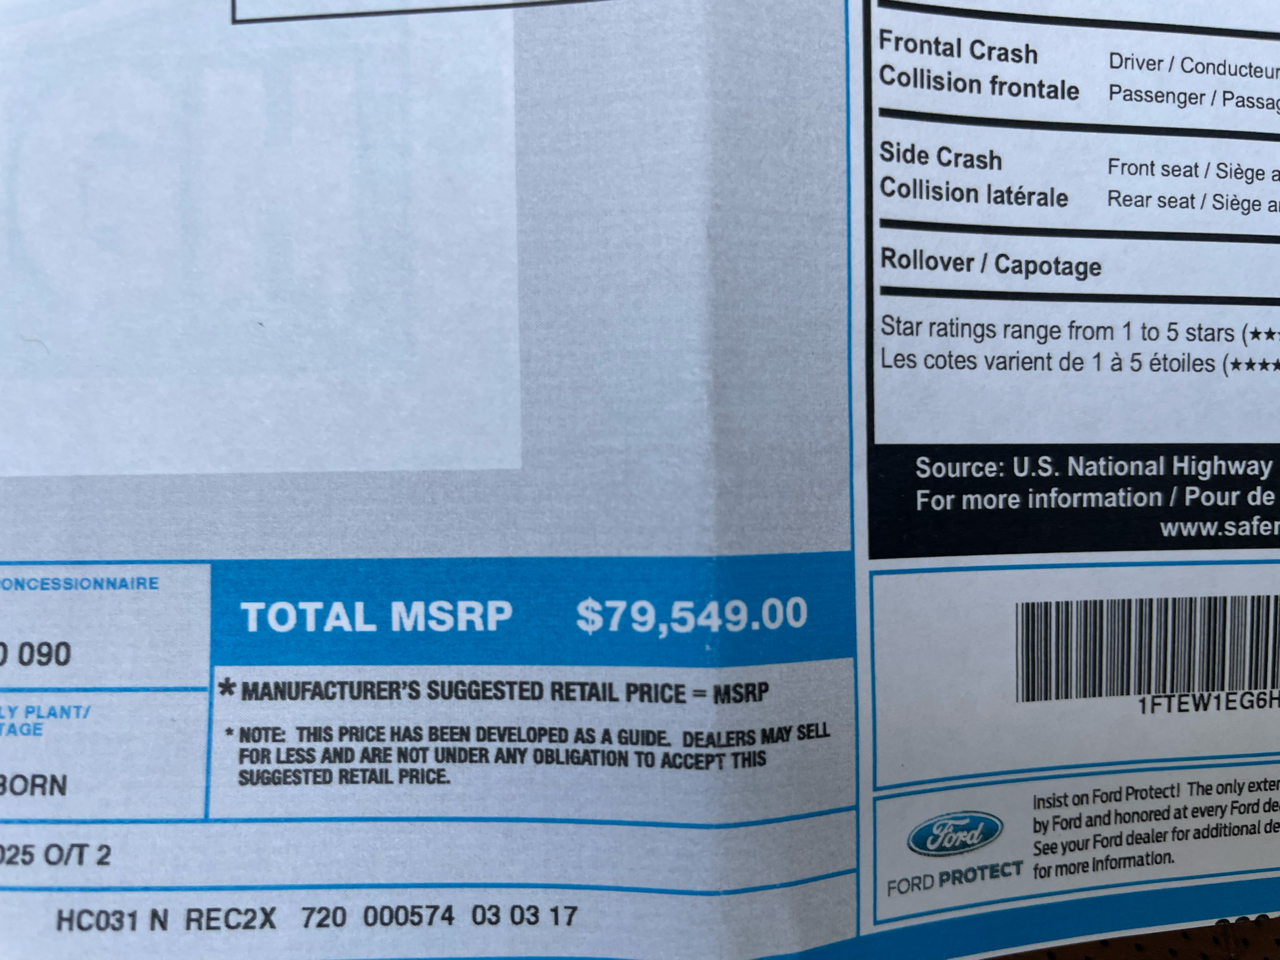 Frontal Crash
Collision frontale
Driver / Conducteur
Passenger / Passag
Side Crash
Collision latérale
Front seat / Siège a
Rear seat / Siège ar
Rollover / Capotage
Star ratings range from 1 to 5 stars (★★
Les cotes varient de 1 à 5 étoiles (★★★★
Source: U.S. National Highway
For more information / Pour de
www.safer
ONCESSIONNAIRE
0 090
LY PLANT/
TAGE
BORN
TOTAL MSRP $79,549.00
* MANUFACTURER'S SUGGESTED RETAIL PRICE = MSRP
* NOTE: THIS PRICE HAS BEEN DEVELOPED AS A GUIDE. DEALERS MAY SELL
FOR LESS AND ARE NOT UNDER ANY OBLIGATION TO ACCEPT THIS
SUGGESTED RETAIL PRICE.
025 O/T 2
HC031 N REC2X 720 000574 03 03 17
1FTEW1EG6H
Ford
FORD PROTECT
Insist on Ford Protect! The only exter
by Ford and honored at every Ford de
See your Ford dealer for additional de
for more information.